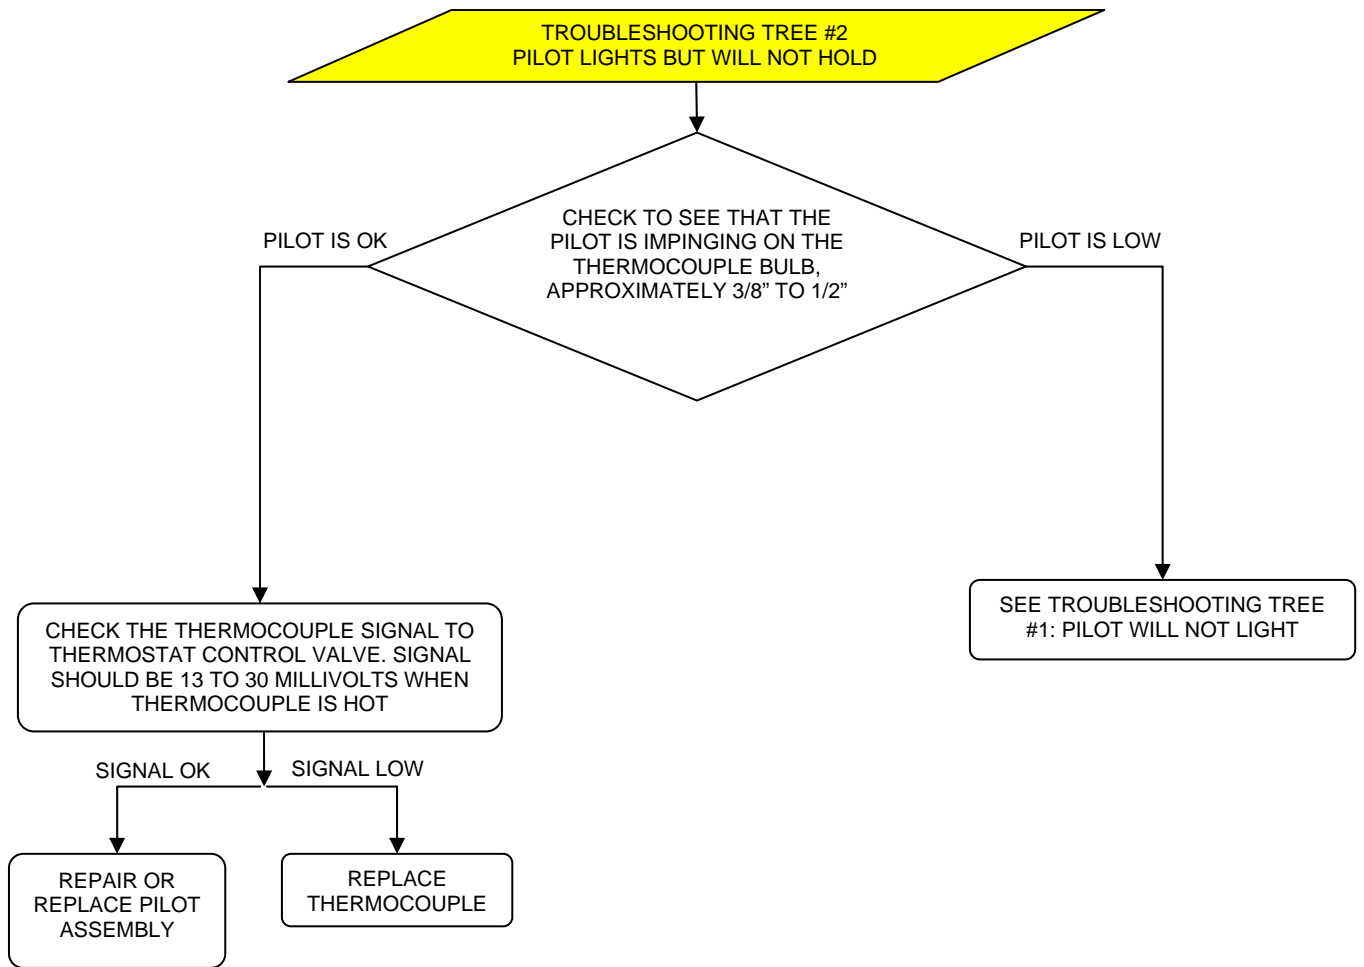 TROUBLESHOOTING TREE #2
PILOT LIGHTS BUT WILL NOT HOLD
CHECK TO SEE THAT THE
PILOT IS IMPINGING ON THE
THERMOCOUPLE BULB,
APPROXIMATELY 3/8” TO 1/2”
PILOT IS OK
PILOT IS LOW
CHECK THE THERMOCOUPLE SIGNAL TO
THERMOSTAT CONTROL VALVE. SIGNAL
SHOULD BE 13 TO 30 MILLIVOLTS WHEN
THERMOCOUPLE IS HOT
SEE TROUBLESHOOTING TREE
#1: PILOT WILL NOT LIGHT
SIGNAL OK
SIGNAL LOW
REPAIR OR
REPLACE PILOT
ASSEMBLY
REPLACE
THERMOCOUPLE